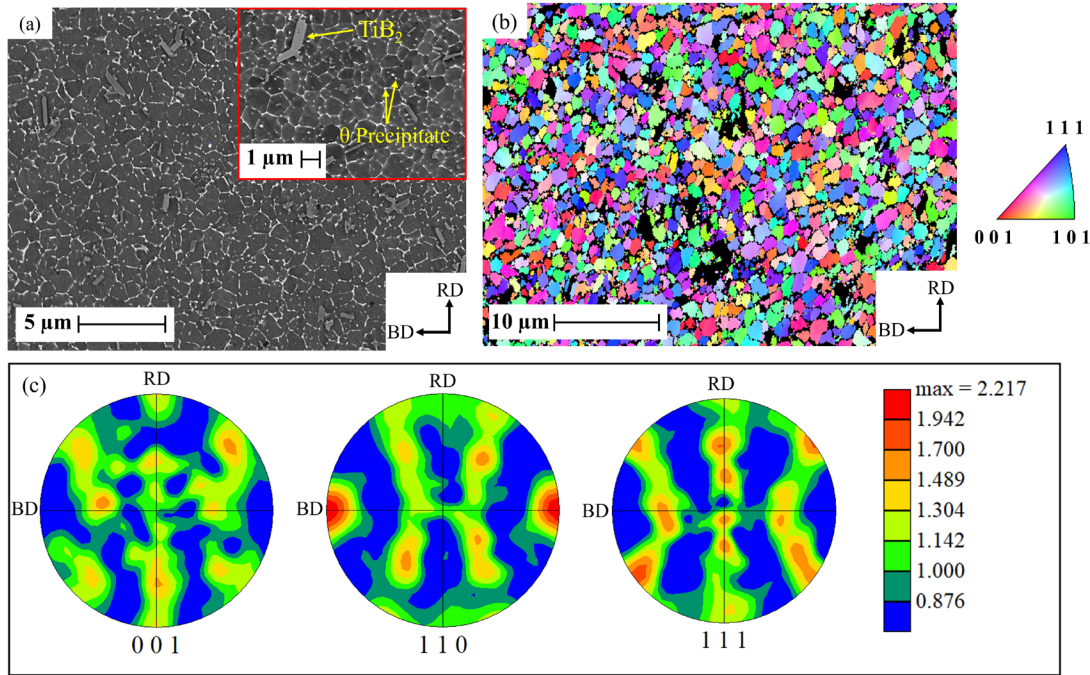 (a)
TiB2
θ Precipitate
1 μm
5 μm
RD
BD
(b)
10 μm
RD
BD
1 1 1
0 0 1
1 0 1
(c)
RD
BD
0 0 1
RD
BD
1 1 0
RD
BD
1 1 1
max = 2.217
1.942
1.700
1.489
1.304
1.142
1.000
0.876